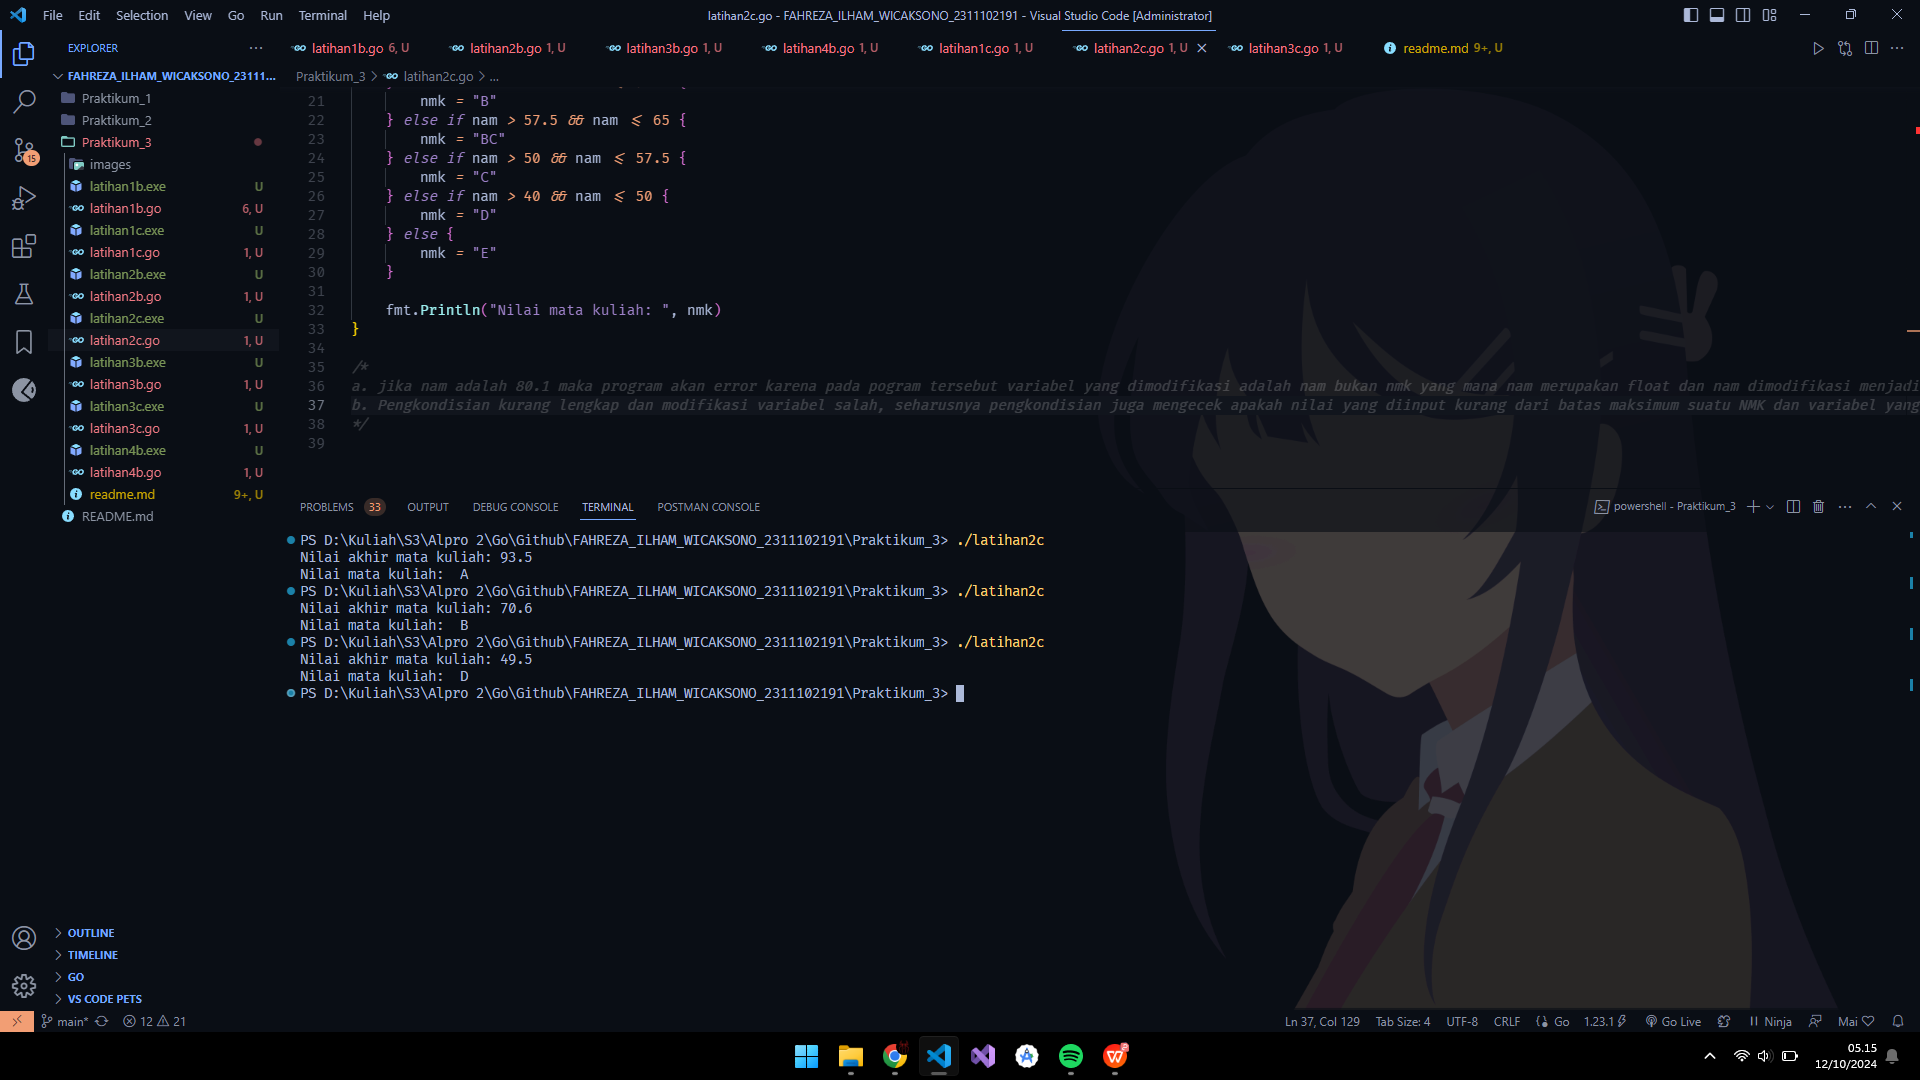 File Edit Selection View Go Run Terminal Help
latihan2c.go - FAHREZA_ILHAM_WICAKSONO_2311102191 - Visual Studio Code [Administrator]
EXPLORER
latihan1b.go 6, U
latihan2b.go 1, U
latihan3b.go 1, U
latihan4b.go 1, U
latihan1c.go 1, U
latihan2c.go 1, U
latihan3c.go 1, U
readme.md 9+, U
FAHREZA_ILHAM_WICAKSONO_23111...
Praktikum_1
Praktikum_2
Praktikum_3
images
latihan1b.exe U
latihan1b.go 6, U
latihan1c.exe U
latihan1c.go 1, U
latihan2b.exe U
latihan2b.go 1, U
latihan2c.exe U
latihan2c.go 1, U
latihan3b.exe U
latihan3b.go 1, U
latihan3c.exe U
latihan3c.go 1, U
latihan4b.exe U
latihan4b.go 1, U
readme.md 9+, U
README.md
15
Praktikum_3 > latihan2c.go > ...
21 nmk = "B"
22 } else if nam > 57.5 && nam <= 65 {
23 nmk = "BC"
24 } else if nam > 50 && nam <= 57.5 {
25 nmk = "C"
26 } else if nam > 40 && nam <= 50 {
27 nmk = "D"
28 } else {
29 nmk = "E"
30 }
31
32 fmt.Println("Nilai mata kuliah: ", nmk)
33 }
34
35 /*
36 a. jika nam adalah 80.1 maka program akan error karena pada pogram tersebut variabel yang dimodifikasi adalah nam bukan nmk yang mana nam merupakan float dan nam dimodifikasi menjadi
37 b. Pengkondisian kurang lengkap dan modifikasi variabel salah, seharusnya pengkondisian juga mengecek apakah nilai yang diinput kurang dari batas maksimum suatu NMK dan variabel yang
38 */
39
PROBLEMS 33 OUTPUT DEBUG CONSOLE TERMINAL POSTMAN CONSOLE
powershell - Praktikum_3
PS D:\Kuliah\S3\Alpro 2\Go\Github\FAHREZA_ILHAM_WICAKSONO_2311102191\Praktikum_3> ./latihan2c
Nilai akhir mata kuliah: 93.5
Nilai mata kuliah:  A
PS D:\Kuliah\S3\Alpro 2\Go\Github\FAHREZA_ILHAM_WICAKSONO_2311102191\Praktikum_3> ./latihan2c
Nilai akhir mata kuliah: 70.6
Nilai mata kuliah:  B
PS D:\Kuliah\S3\Alpro 2\Go\Github\FAHREZA_ILHAM_WICAKSONO_2311102191\Praktikum_3> ./latihan2c
Nilai akhir mata kuliah: 49.5
Nilai mata kuliah:  D
PS D:\Kuliah\S3\Alpro 2\Go\Github\FAHREZA_ILHAM_WICAKSONO_2311102191\Praktikum_3>
OUTLINE
TIMELINE
GO
VS CODE PETS
main* 12 21
Ln 37, Col 129 Tab Size: 4 UTF-8 CRLF Go 1.23.1 Go Live Ninja Mai
05.15
12/10/2024